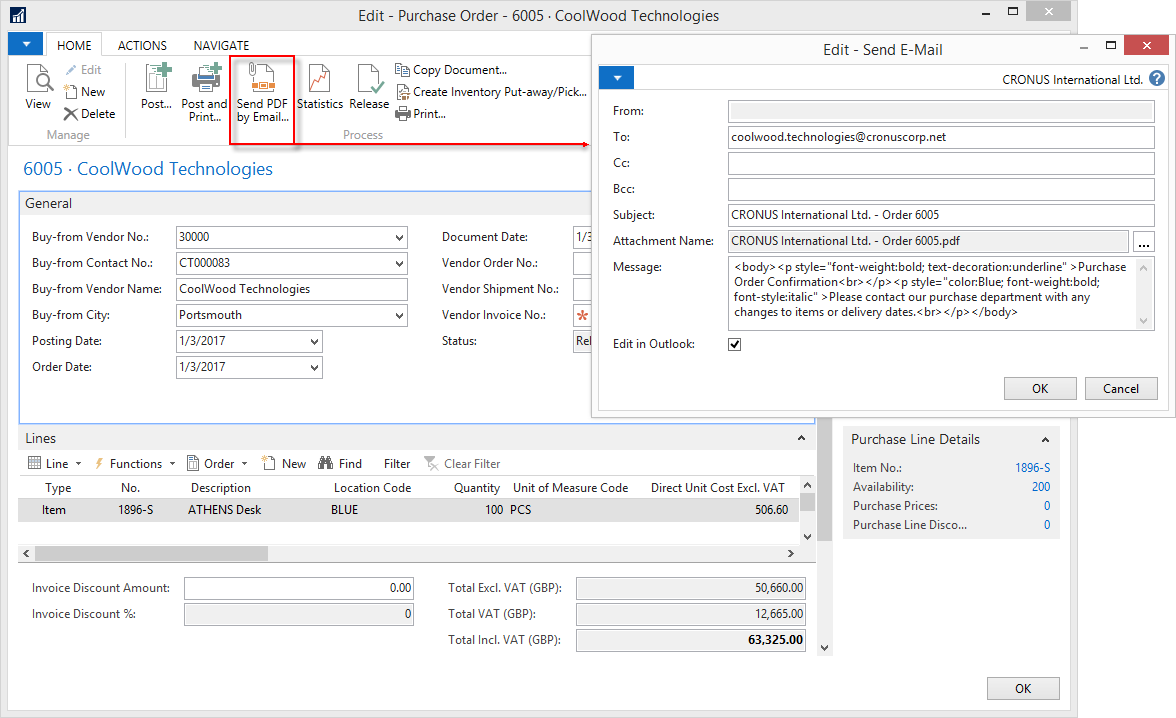 Edit - Purchase Order - 6005 · CoolWood Technologies
HOME ACTIONS NAVIGATE
View
Edit
New
Delete
Manage
Post...
Post and Print...
Send PDF by Email...
Statistics
Release
Copy Document...
Create Inventory Put-away/Pick...
Print...
Process
6005 · CoolWood Technologies
General
Buy-from Vendor No.: 30000
Buy-from Contact No.: CT000083
Buy-from Vendor Name: CoolWood Technologies
Buy-from City: Portsmouth
Posting Date: 1/3/2017
Order Date: 1/3/2017
Document Date: 1/3
Vendor Order No.:
Vendor Shipment No.:
Vendor Invoice No.: *
Status: Rel
Edit - Send E-Mail
CRONUS International Ltd. ?
From:
To: coolwood.technologies@cronuscorp.net
Cc:
Bcc:
Subject: CRONUS International Ltd. - Order 6005
Attachment Name: CRONUS International Ltd. - Order 6005.pdf ...
Message: <body><p style="font-weight:bold; text-decoration:underline" >Purchase
Order Confirmation<br></p><p style="color:Blue; font-weight:bold;
font-style:italic" >Please contact our purchase department with any
changes to items or delivery dates.<br></p></body>
Edit in Outlook:
OK Cancel
Lines
Line Functions Order New Find Filter Clear Filter
Type No. Description Location Code Quantity Unit of Measure Code Direct Unit Cost Excl. VAT
Item 1896-S ATHENS Desk BLUE 100 PCS 506.60
Invoice Discount Amount: 0.00
Invoice Discount %: 0
Total Excl. VAT (GBP): 50,660.00
Total VAT (GBP): 12,665.00
Total Incl. VAT (GBP): 63,325.00
Purchase Line Details
Item No.: 1896-S
Availability: 200
Purchase Prices: 0
Purchase Line Disco... 0
OK